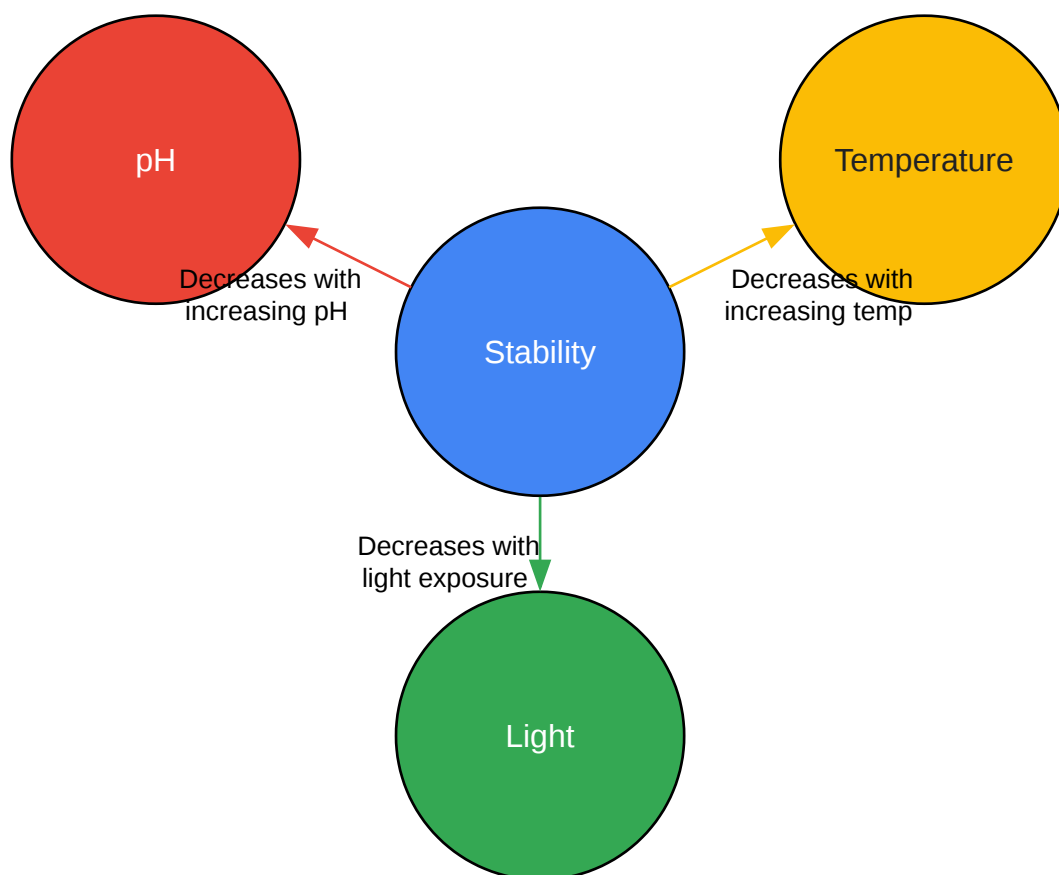 pH
Temperature
Decreases with
increasing pH
Decreases with
increasing temp
Stability
Decreases with
light exposure
Light